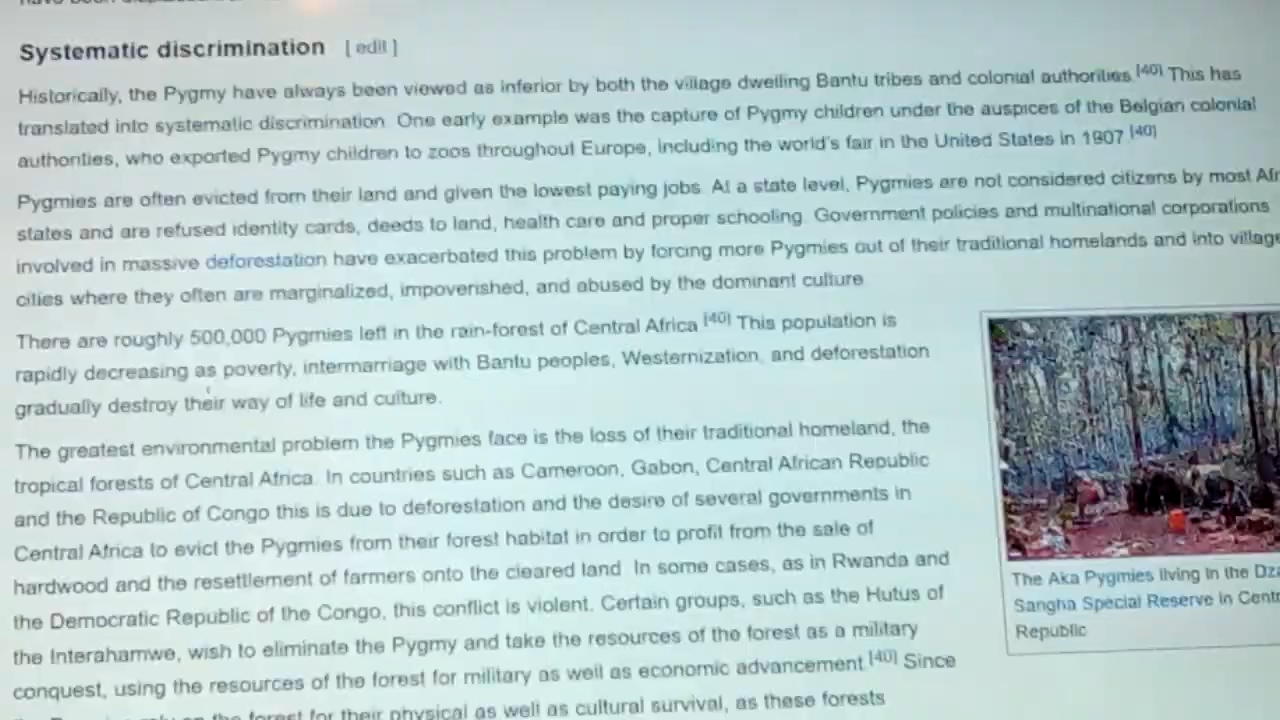 Systematic discrimination [ edit ]
Historically, the Pygmy have always been viewed as inferior by both the village dwelling Bantu tribes and colonial authorities.[40] This has
translated into systematic discrimination. One early example was the capture of Pygmy children under the auspices of the Belgian colonial
authorities, who exported Pygmy children to zoos throughout Europe, including the world's fair in the United States in 1907.[40]
Pygmies are often evicted from their land and given the lowest paying jobs. At a state level, Pygmies are not considered citizens by most
states and are refused identity cards, deeds to land, health care and proper schooling. Government policies and multinational corporations
involved in massive deforestation have exacerbated this problem by forcing more Pygmies out of their traditional homelands and into
cities where they often are marginalized, impoverished, and abused by the dominant culture.
There are roughly 500,000 Pygmies left in the rain-forest of Central Africa.[40] This population is
rapidly decreasing as poverty, intermarriage with Bantu peoples, Westernization, and deforestation
gradually destroy their way of life and culture.
The greatest environmental problem the Pygmies face is the loss of their traditional homeland, the
tropical forests of Central Africa. In countries such as Cameroon, Gabon, Central African Republic
and the Republic of Congo this is due to deforestation and the desire of several governments in
Central Africa to evict the Pygmies from their forest habitat in order to profit from the sale of
hardwood and the resettlement of farmers onto the cleared land. In some cases, as in Rwanda and
the Democratic Republic of the Congo, this conflict is violent. Certain groups, such as the Hutus of
the Interahamwe, wish to eliminate the Pygmy and take the resources of the forest as a military
conquest, using the resources of the forest for military as well as economic advancement.[40] Since
the forest for their physical as well as cultural survival, as these forests
The Aka Pygmies living in the
Sangha Special Reserve in
Republic